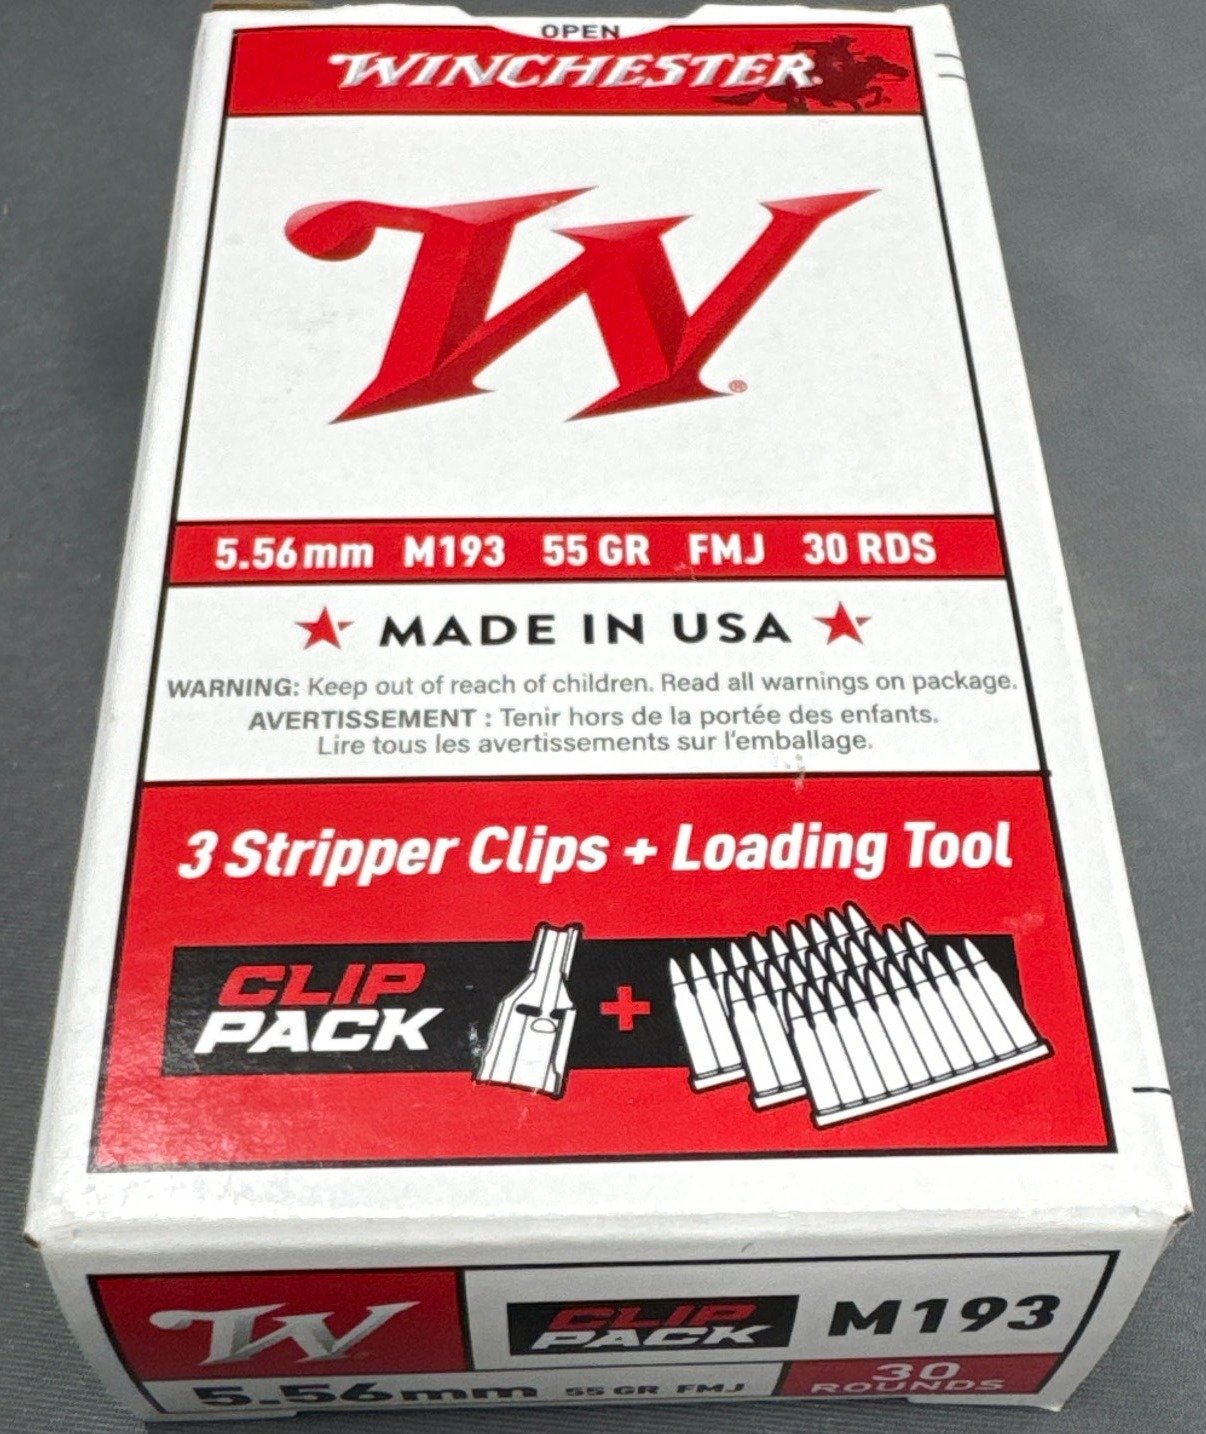 OPEN
WINCHESTER
W
®
5.56mm M193 55 GR FMJ 30 RDS
MADE IN USA
WARNING: Keep out of reach of children. Read all warnings on package.
AVERTISSEMENT : Tenir hors de la portée des enfants.
Lire tous les avertissements sur l'emballage.
3 Stripper Clips + Loading Tool
CLIP
PACK
+
W
CLIP
PACK
M193
5.56mm 55 GR FMJ
30
ROUNDS